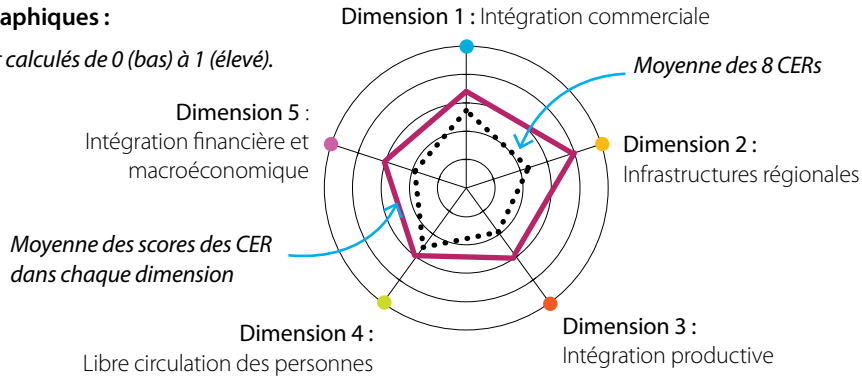 aphiques :
calculés de 0 (bas) à 1 (élevé).
Dimension 1 : Intégration commerciale
Moyenne des 8 CERs
Dimension 5 :
Intégration financière et
macroéconomique
Dimension 2 :
Infrastructures régionales
Moyenne des scores des CER
dans chaque dimension
Dimension 4 :
Libre circulation des personnes
Dimension 3 :
Intégration productive